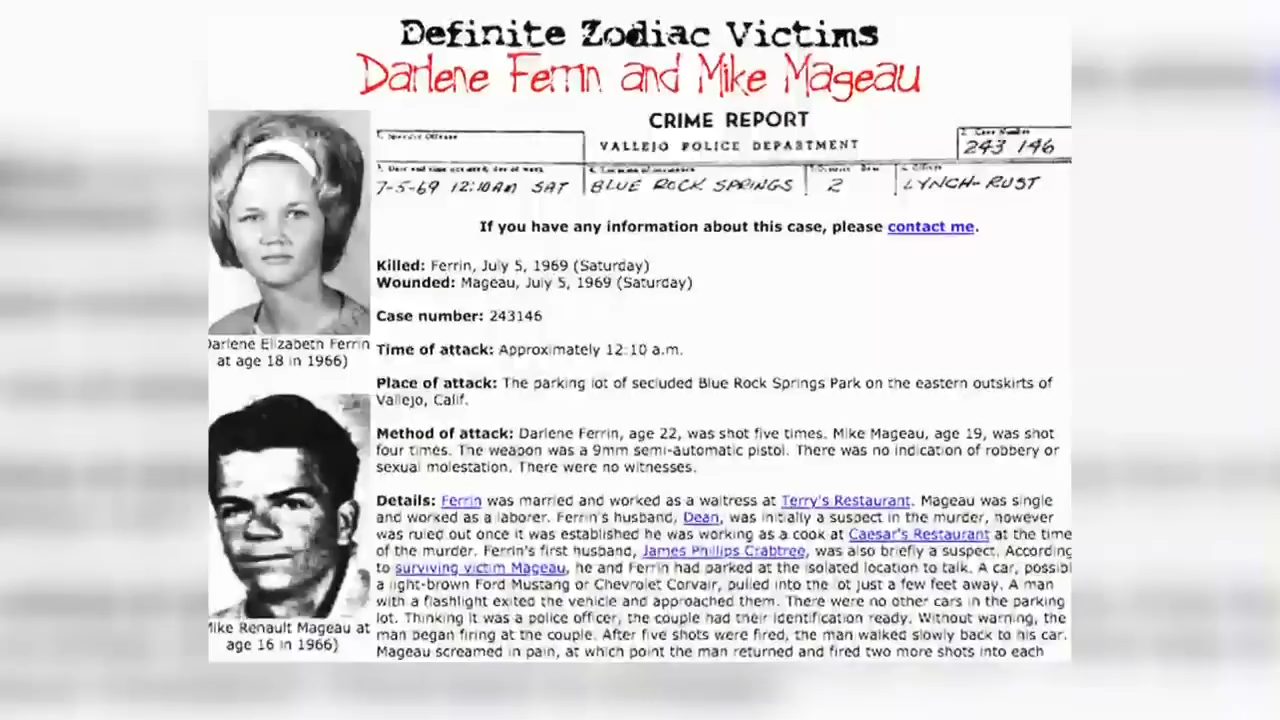 Definite Zodiac Victims
Darlene Ferrin and Mike Mageau
CRIME REPORT
VALLEJO POLICE DEPARTMENT
243 146
7-5-69 12:10AM SAT
BLUE ROCK SPRINGS
2
LYNCH-RUST
If you have any information about this case, please contact me.
Killed: Ferrin, July 5, 1969 (Saturday)
Wounded: Mageau, July 5, 1969 (Saturday)
Case number: 243146
Darlene Elizabeth Ferrin
at age 18 in 1966)
Time of attack: Approximately 12:10 a.m.
Place of attack: The parking lot of secluded Blue Rock Springs Park on the eastern outskirts of
Vallejo, Calif.
Method of attack: Darlene Ferrin, age 22, was shot five times. Mike Mageau, age 19, was shot
four times. The weapon was a 9mm semi-automatic pistol. There was no indication of robbery or
sexual molestation. There were no witnesses.
Details: Ferrin was married and worked as a waitress at Terry's Restaurant. Mageau was single
and worked as a laborer. Ferrin's husband, Dean, was initially a suspect in the murder, however
was ruled out once it was established he was working as a cook at Caesar's Restaurant at the time
of the murder. Ferrin's first husband, James Phillips Crabtree, was also briefly a suspect. According
to surviving victim Mageau, he and Ferrin had parked at the isolated location to talk. A car, possibl
a light-brown Ford Mustang or Chevrolet Corvair, pulled into the lot just a few feet away. A man
with a flashlight exited the vehicle and approached them. There were no other cars in the parking
lot. Thinking it was a police officer, the couple had their identification ready. Without warning, the
man began firing at the couple. After five shots were fired, the man walked slowly back to his car.
Mageau screamed in pain, at which point the man returned and fired two more shots into each
Mike Renault Mageau at
age 16 in 1966)